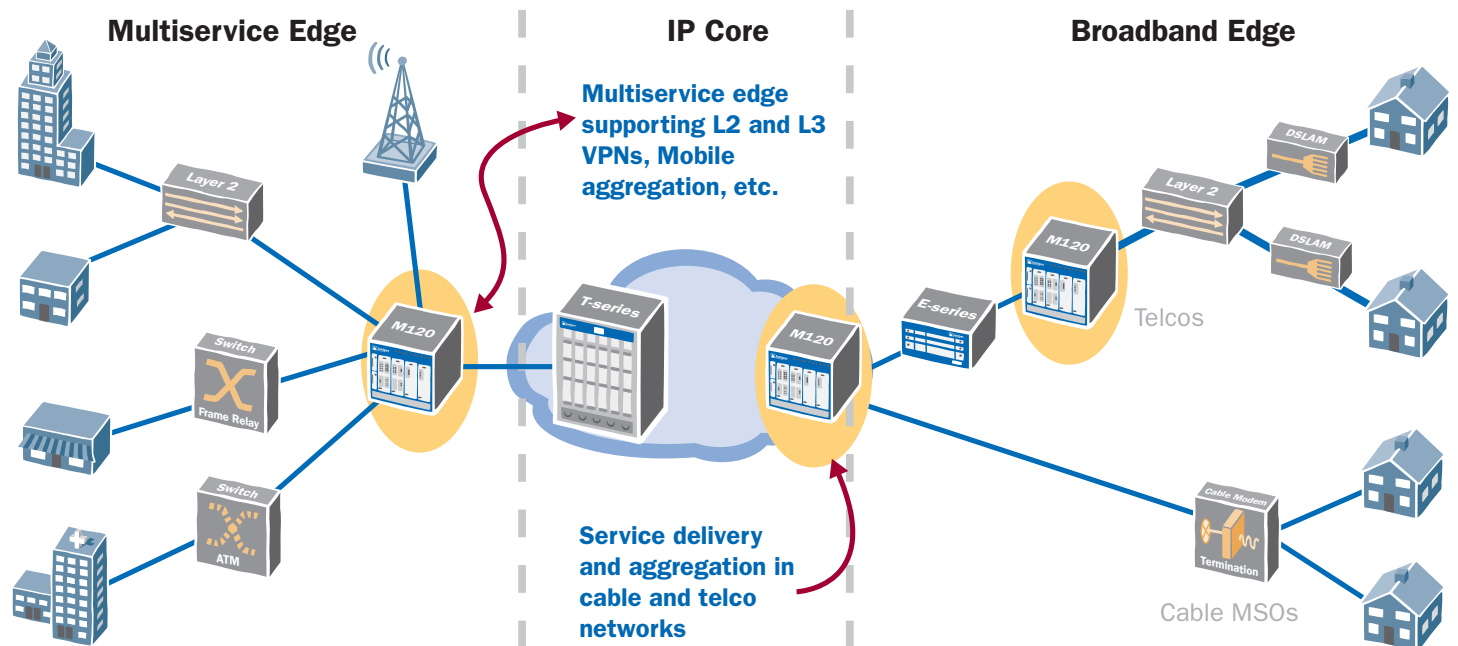 Multiservice Edge
IP Core
Broadband Edge
Multiservice edge
supporting L2 and L3
VPNs, Mobile
aggregation, etc.
Layer 2
M120
Switch
Frame Relay
Switch
ATM
T-series
M120
E-series
M120
Telcos
Layer 2
DSLAM
DSLAM
Service delivery
and aggregation in
cable and telco
networks
Cable Modem
Termination
Cable MSOs